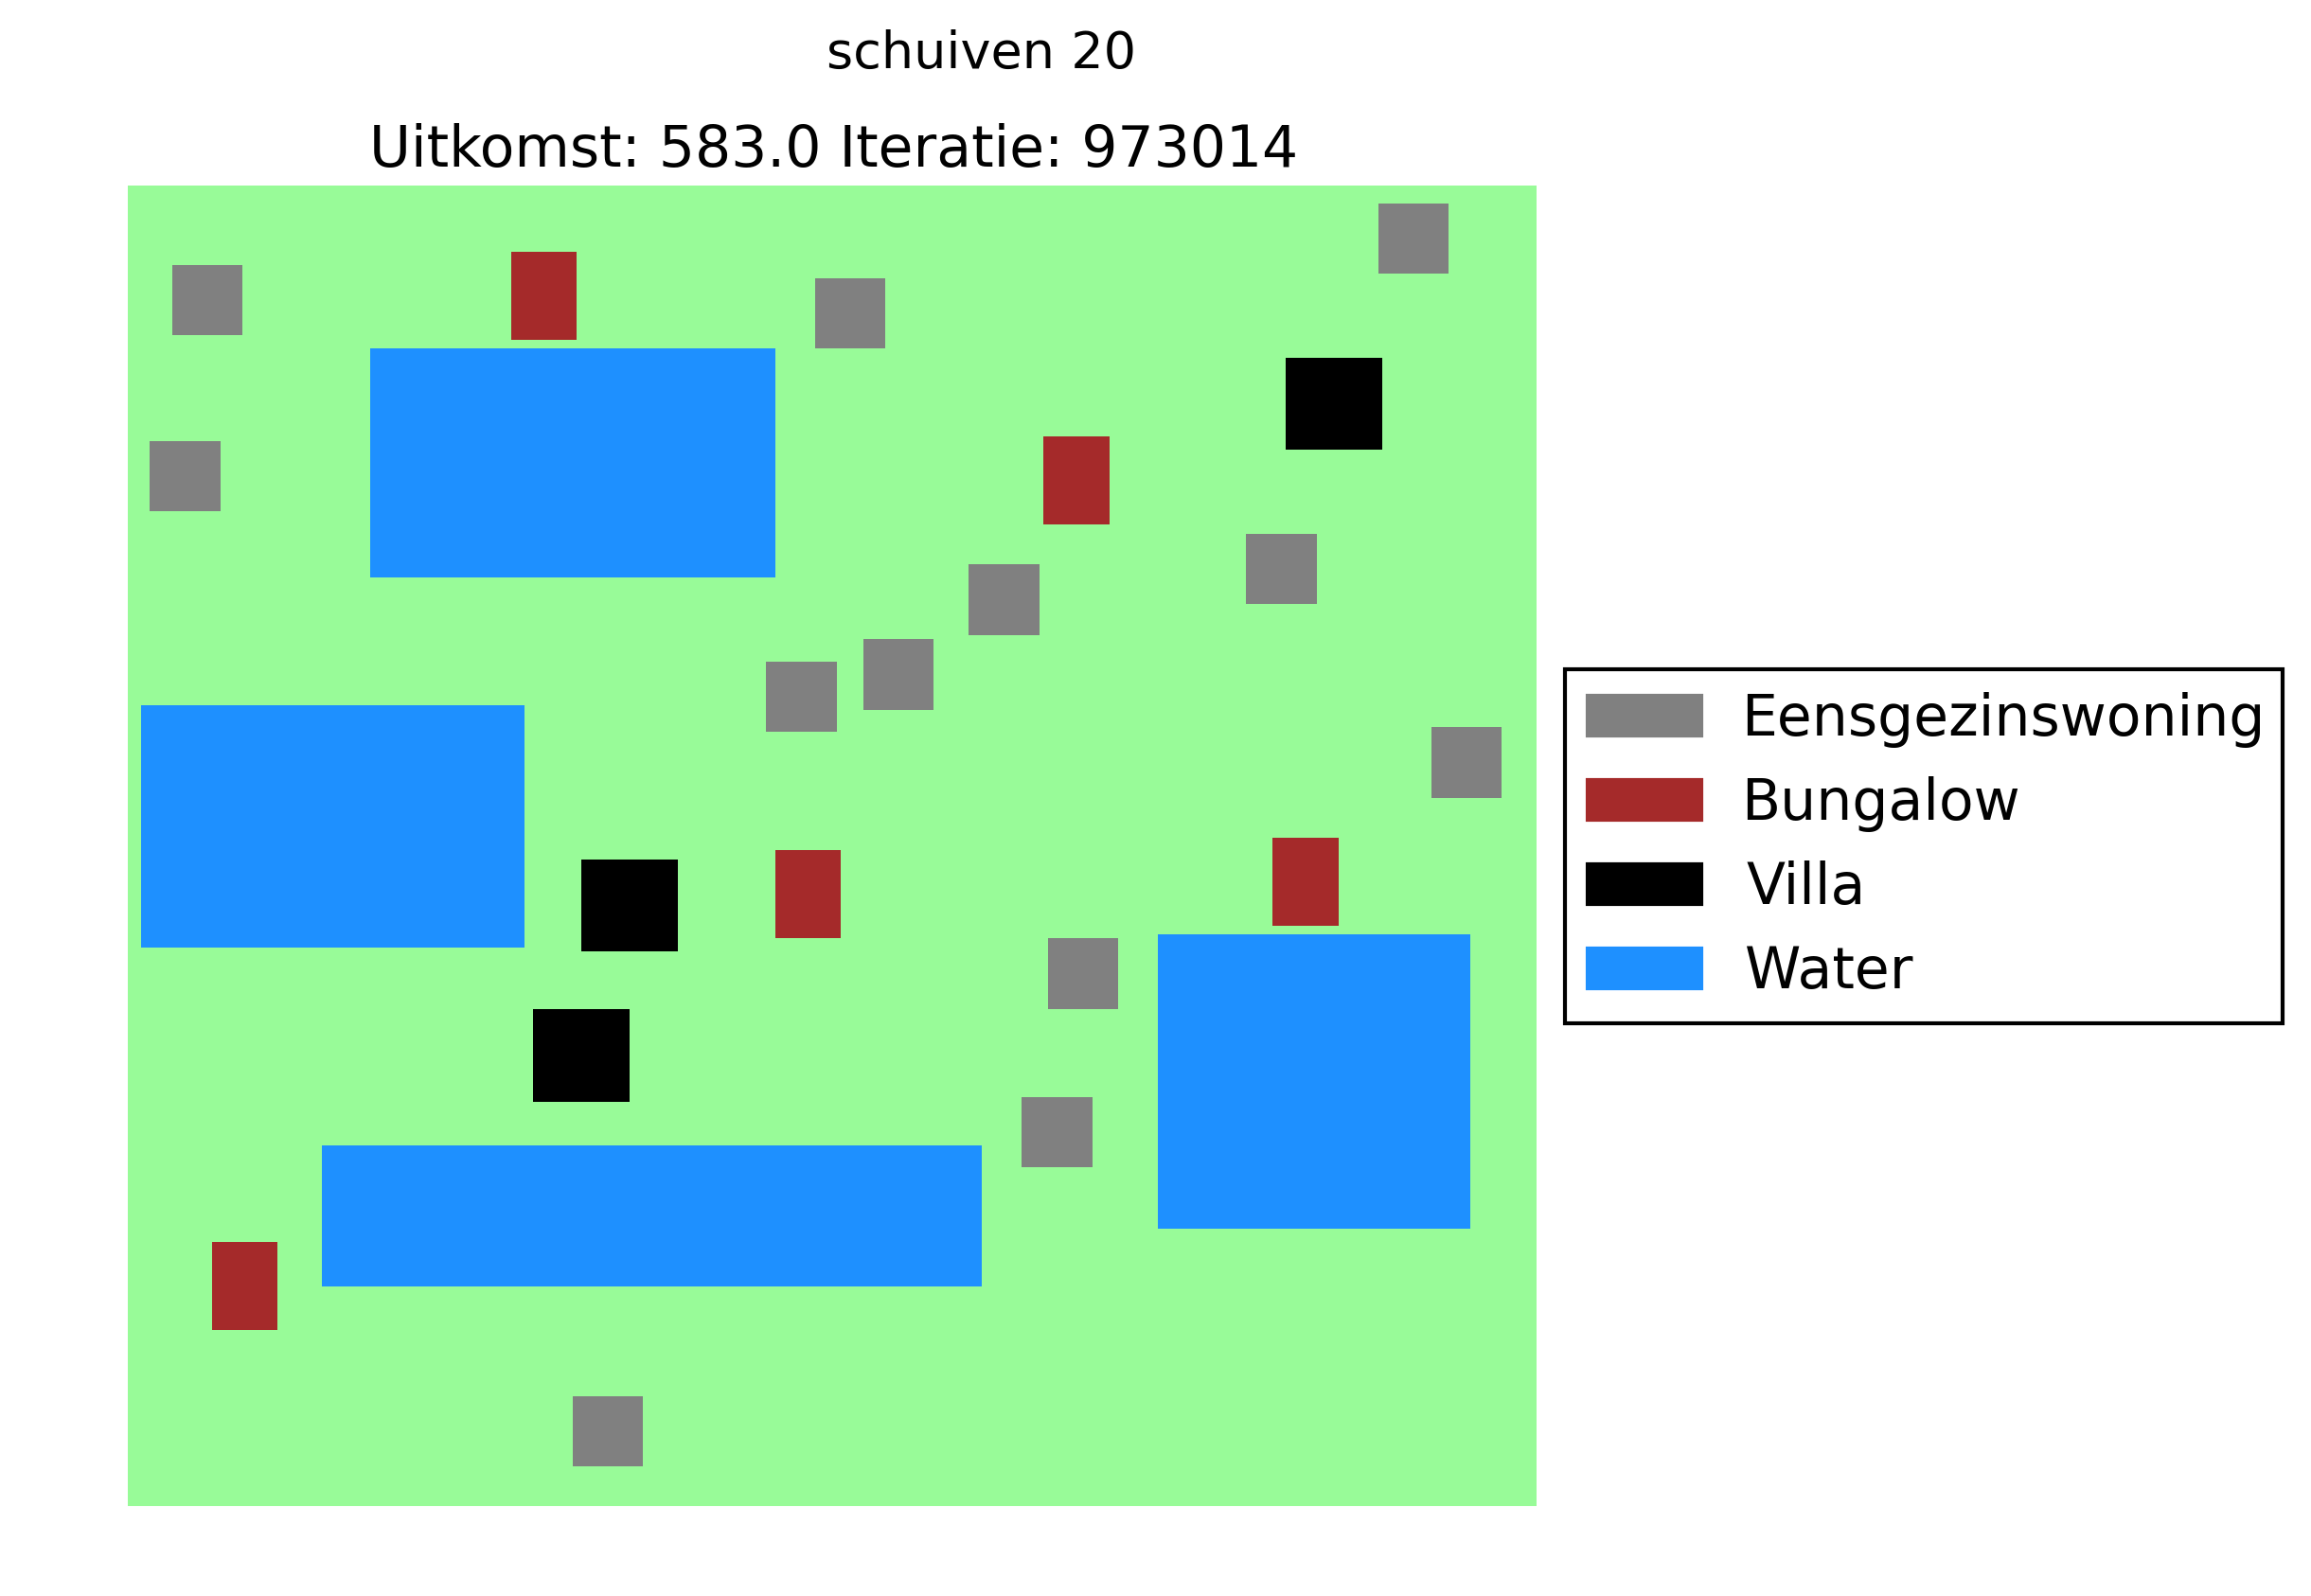 schuiven 20
Uitkomst: 583.0 Iteratie: 973014
Eensgezinswoning
Bungalow
Villa
Water